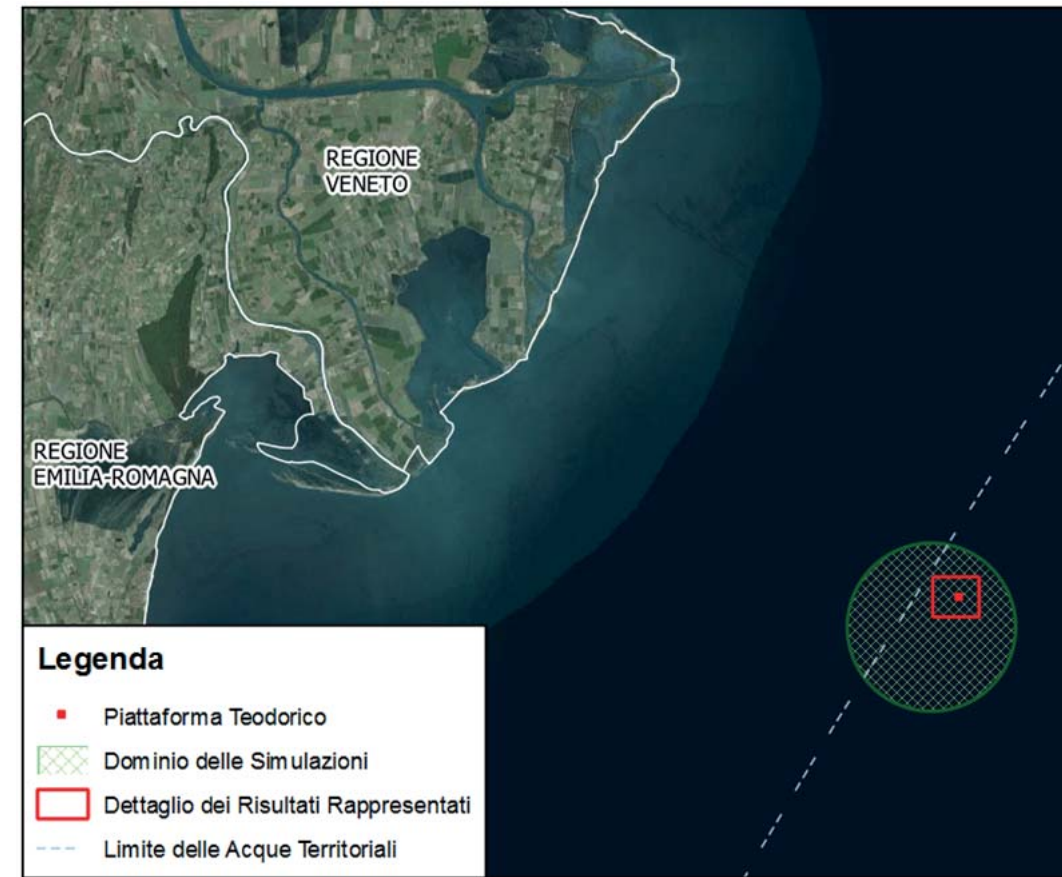 REGIONE
VENETO
REGIONE
EMILIA-ROMAGNA
Legenda
Piattaforma Teodorico
Dominio delle Simulazioni
Dettaglio dei Risultati Rappresentati
Limite delle Acque Territoriali